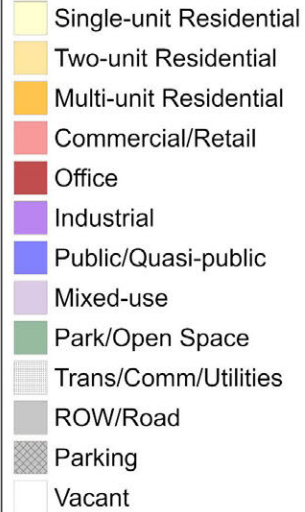 Single-unit Residential
Two-unit Residential
Multi-unit Residential
Commercial/Retail
Office
Industrial
Public/Quasi-public
Mixed-use
Park/Open Space
Trans/Comm/Utilities
ROW/Road
Parking
Vacant